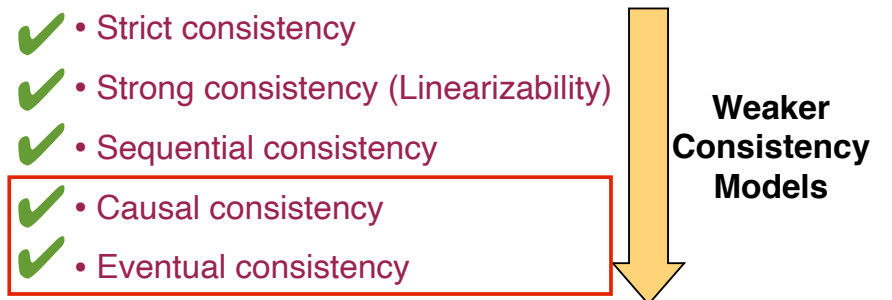 • Strict consistency
• Strong consistency (Linearizability)
• Sequential consistency
• Causal consistency
• Eventual consistency
Weaker
Consistency
Models